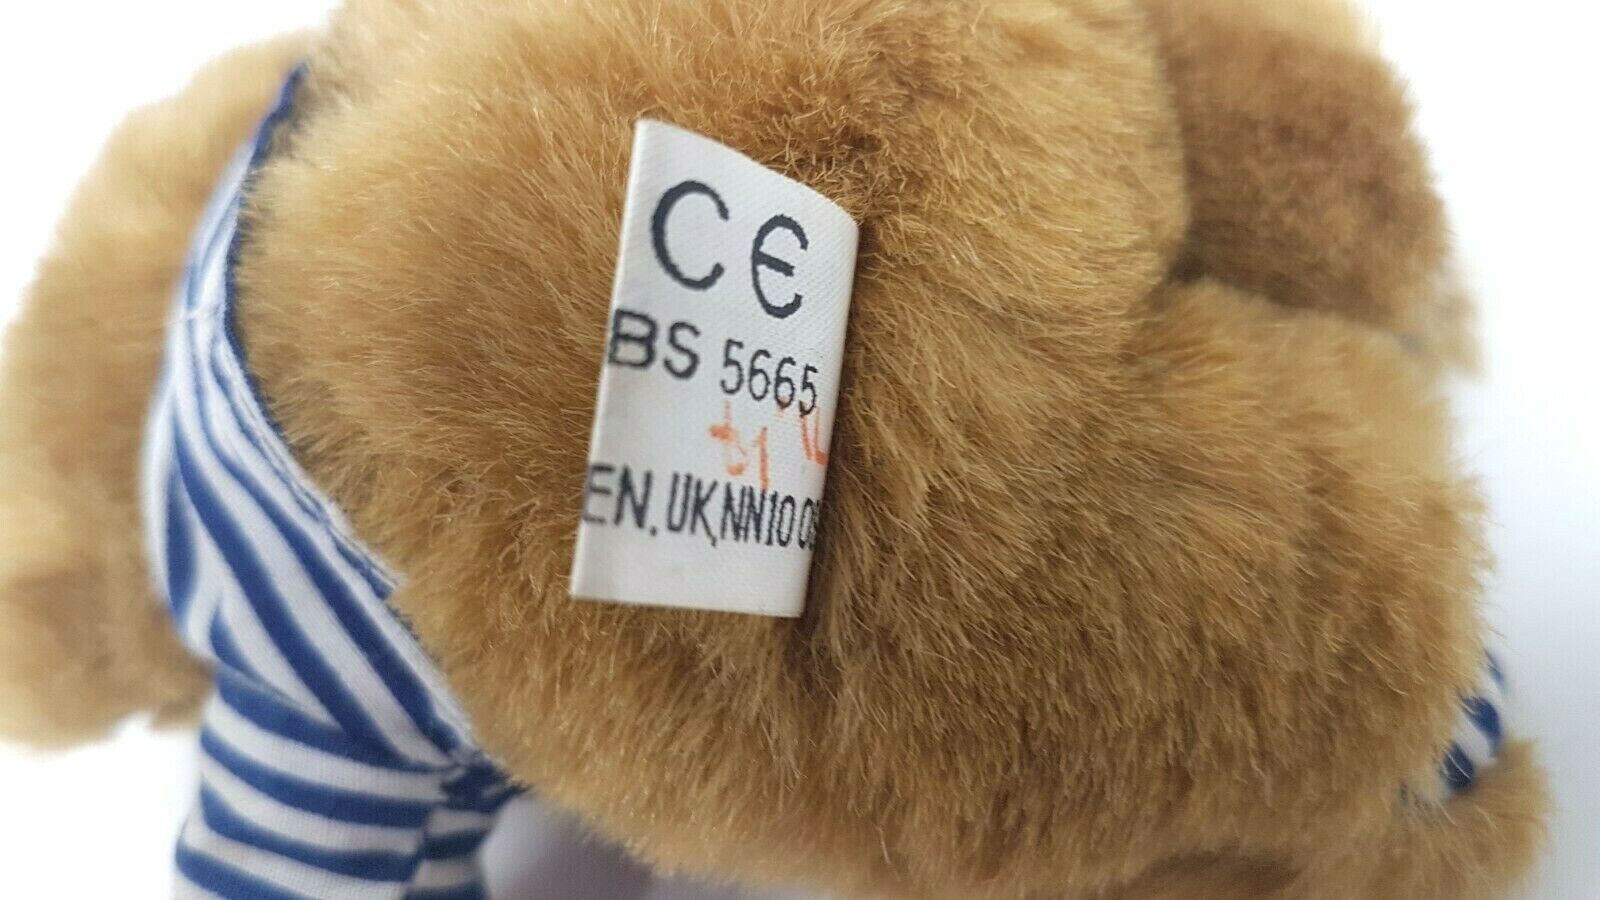 CE
BS 5665
EN, UK, NN10